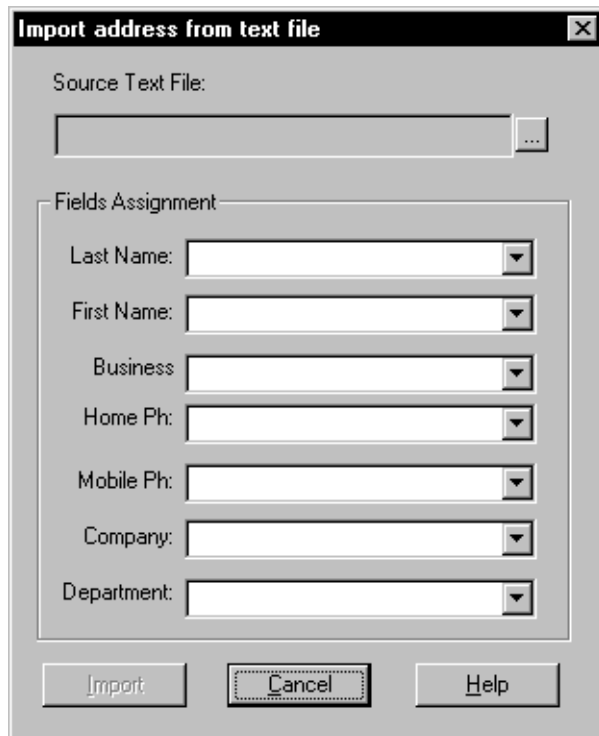 Import address from text file
Source Text File:
...
Fields Assignment
Last Name:
First Name:
Business
Home Ph:
Mobile Ph:
Company:
Department:
Import Cancel Help